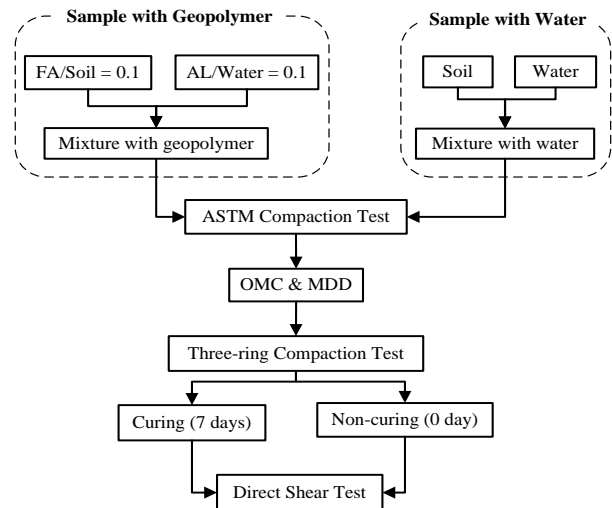 Sample with Geopolymer
FA/Soil = 0.1
AL/Water = 0.1
Mixture with geopolymer
Sample with Water
Soil
Water
Mixture with water
ASTM Compaction Test
OMC & MDD
Three-ring Compaction Test
Curing (7 days)
Non-curing (0 day)
Direct Shear Test